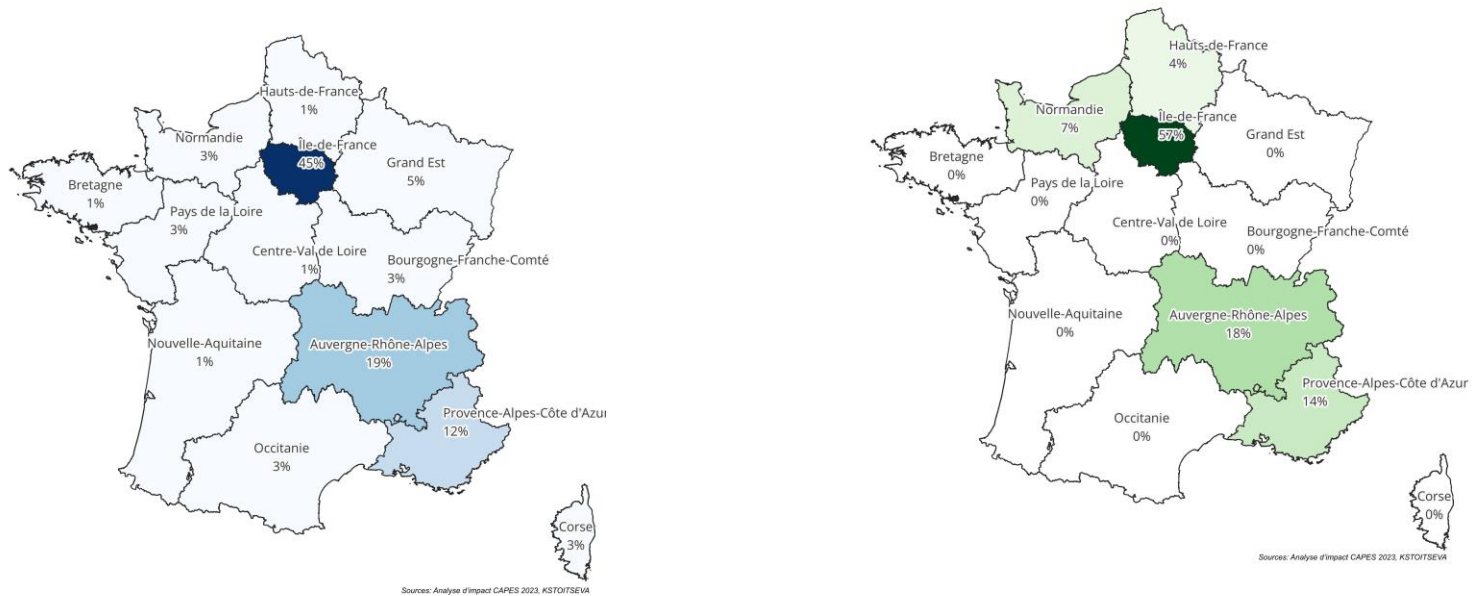 Hauts-de-France
1%
Normandie
3%
Île-de-France
45%
Grand Est
5%
Bretagne
1%
Pays de la Loire
3%
Centre-Val de Loire
1%
Bourgogne-Franche-Comté
3%
Nouvelle-Aquitaine
1%
Auvergne-Rhône-Alpes
19%
Provence-Alpes-Côte d'Azur
12%
Occitanie
3%
Corse
3%
Sources: Analyse d'impact CAPES 2023, KSTOITSEVA
Hauts-de-France
4%
Normandie
7%
Île-de-France
57%
Grand Est
0%
Bretagne
0%
Pays de la Loire
0%
Centre-Val de Loire
0%
Bourgogne-Franche-Comté
0%
Nouvelle-Aquitaine
0%
Auvergne-Rhône-Alpes
18%
Provence-Alpes-Côte d'Azur
14%
Occitanie
0%
Corse
0%
Sources: Analyse d'impact CAPES 2023, KSTOITSEVA